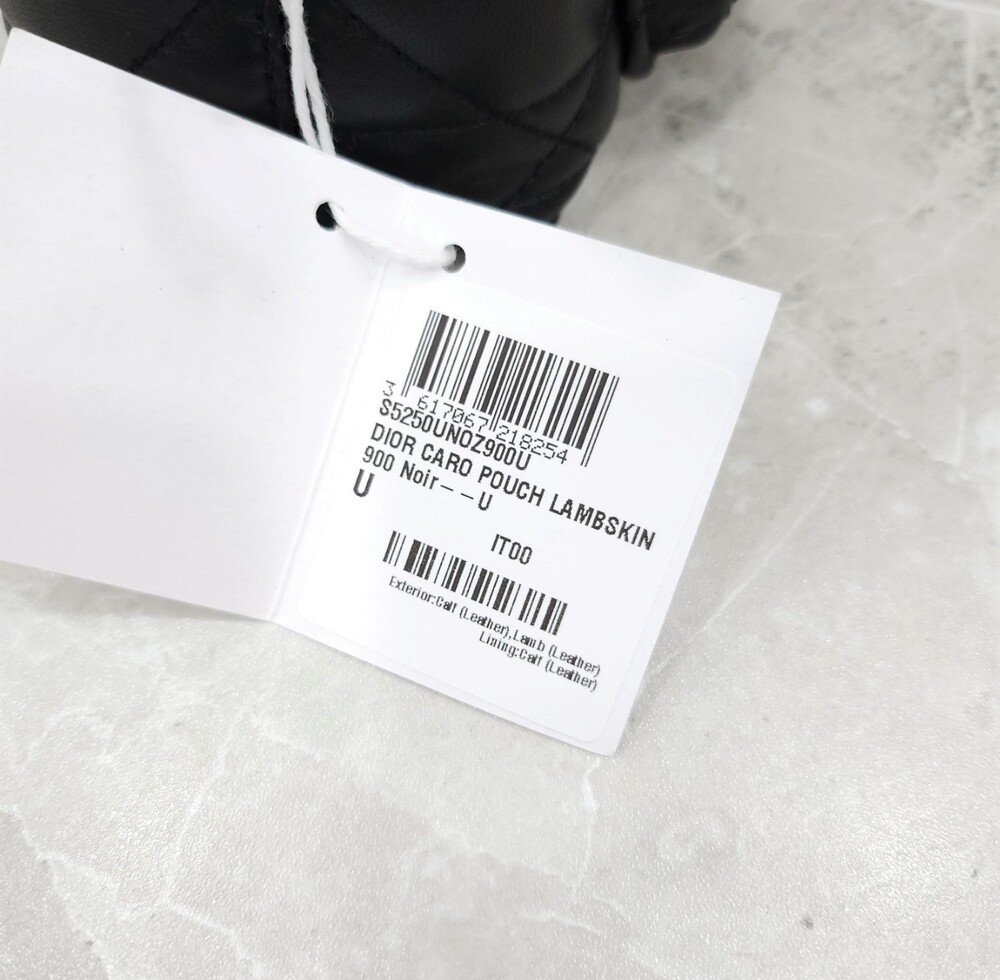 3 617067 218254
S5250UNOZ900U
DIOR CARO POUCH LAMBSKIN
900 Noir--U
U
IT00
Exterior:Calf (Leather),Lamb (Leather)
Lining:Calf (Leather)